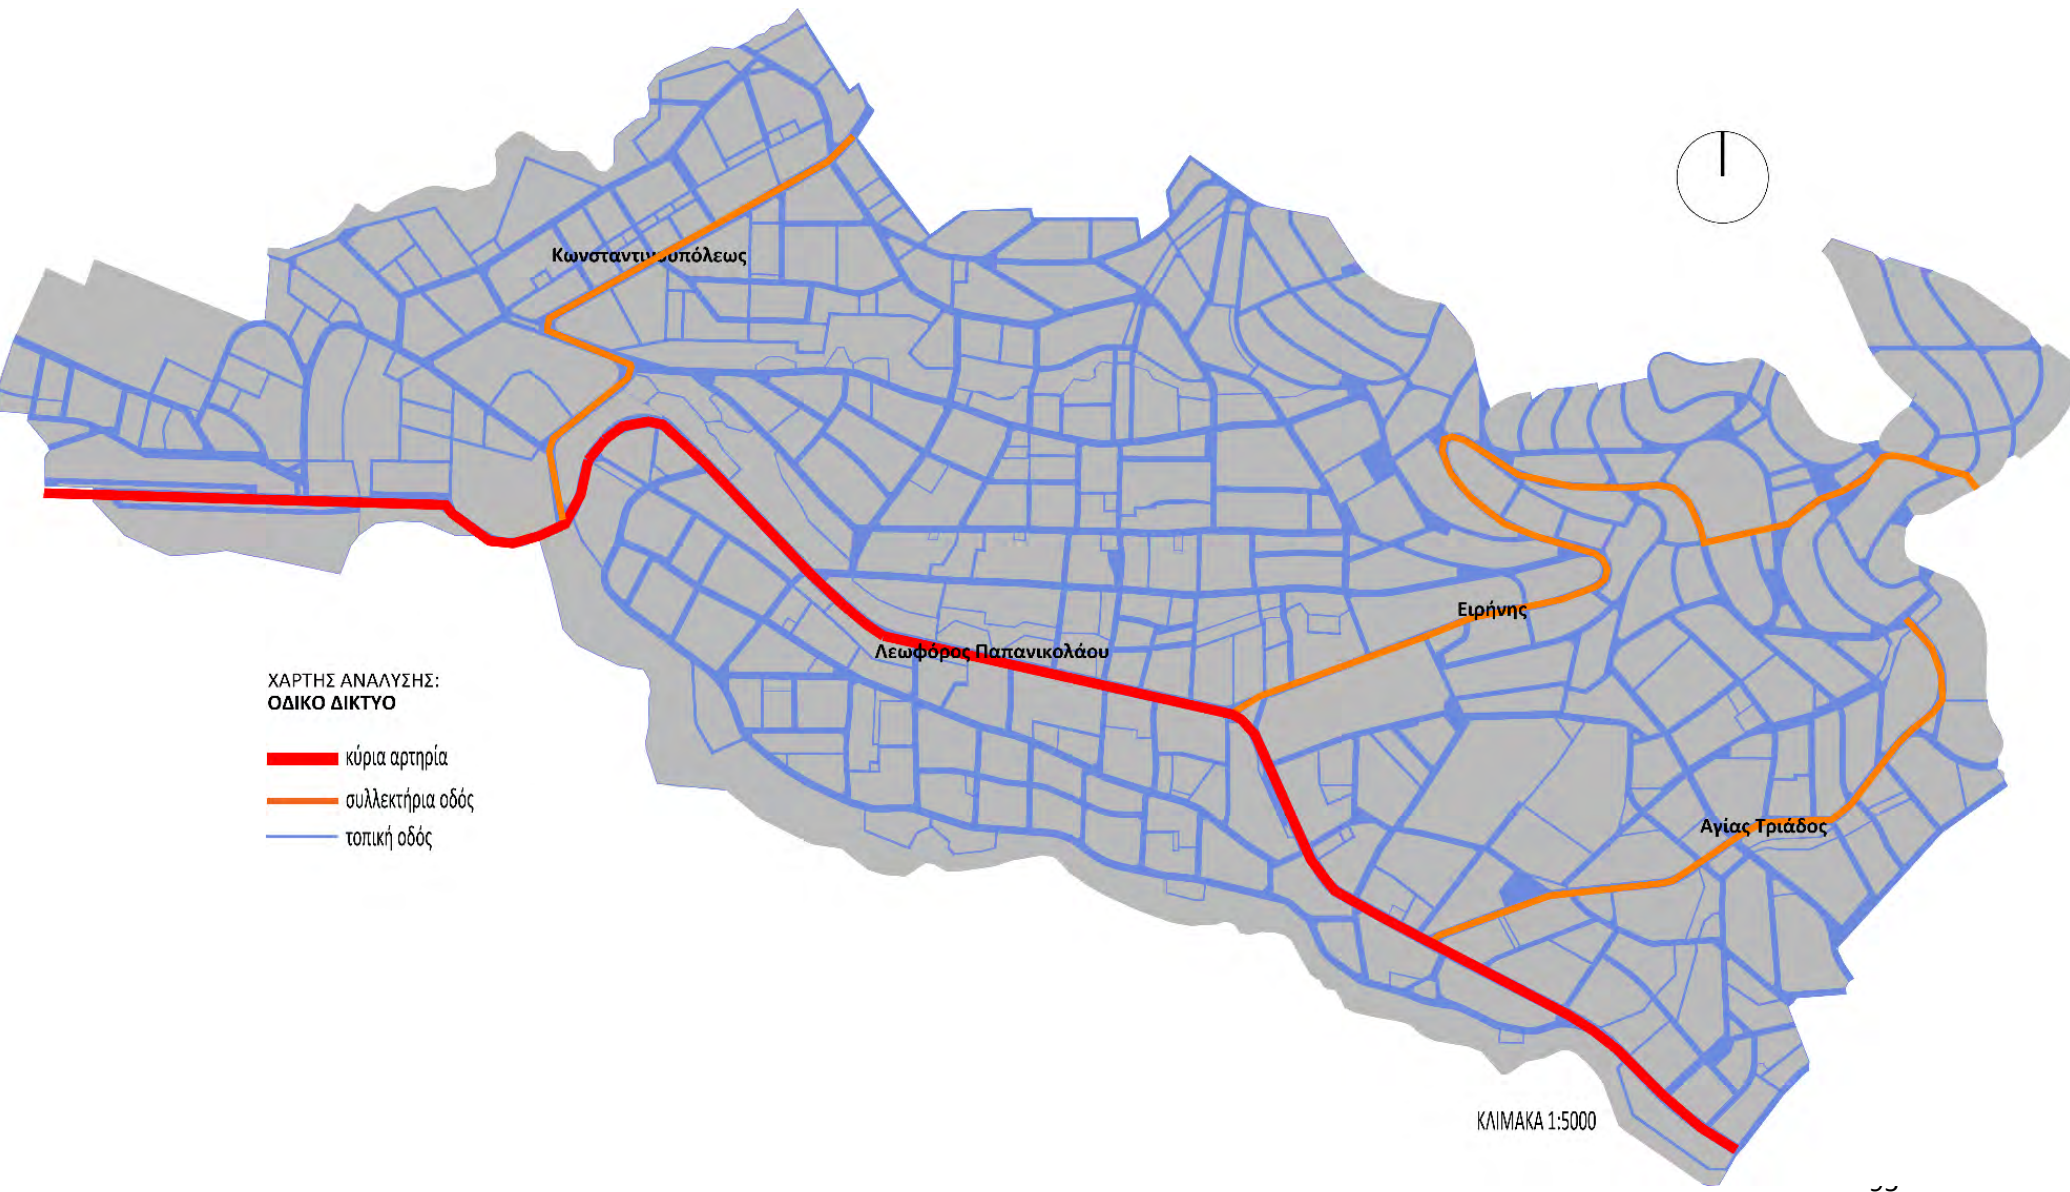 Κωνσταντινουπόλεως
Ειρήνης
Λεωφόρος Παπανικολάου
ΧΑΡΤΗΣ ΑΝΑΛΥΣΗΣ:
ΟΔΙΚΟ ΔΙΚΤΥΟ
κύρια αρτηρία
συλλεκτήρια οδός
τοπική οδός
Αγίας Τριάδος
ΚΛΙΜΑΚΑ 1:5000